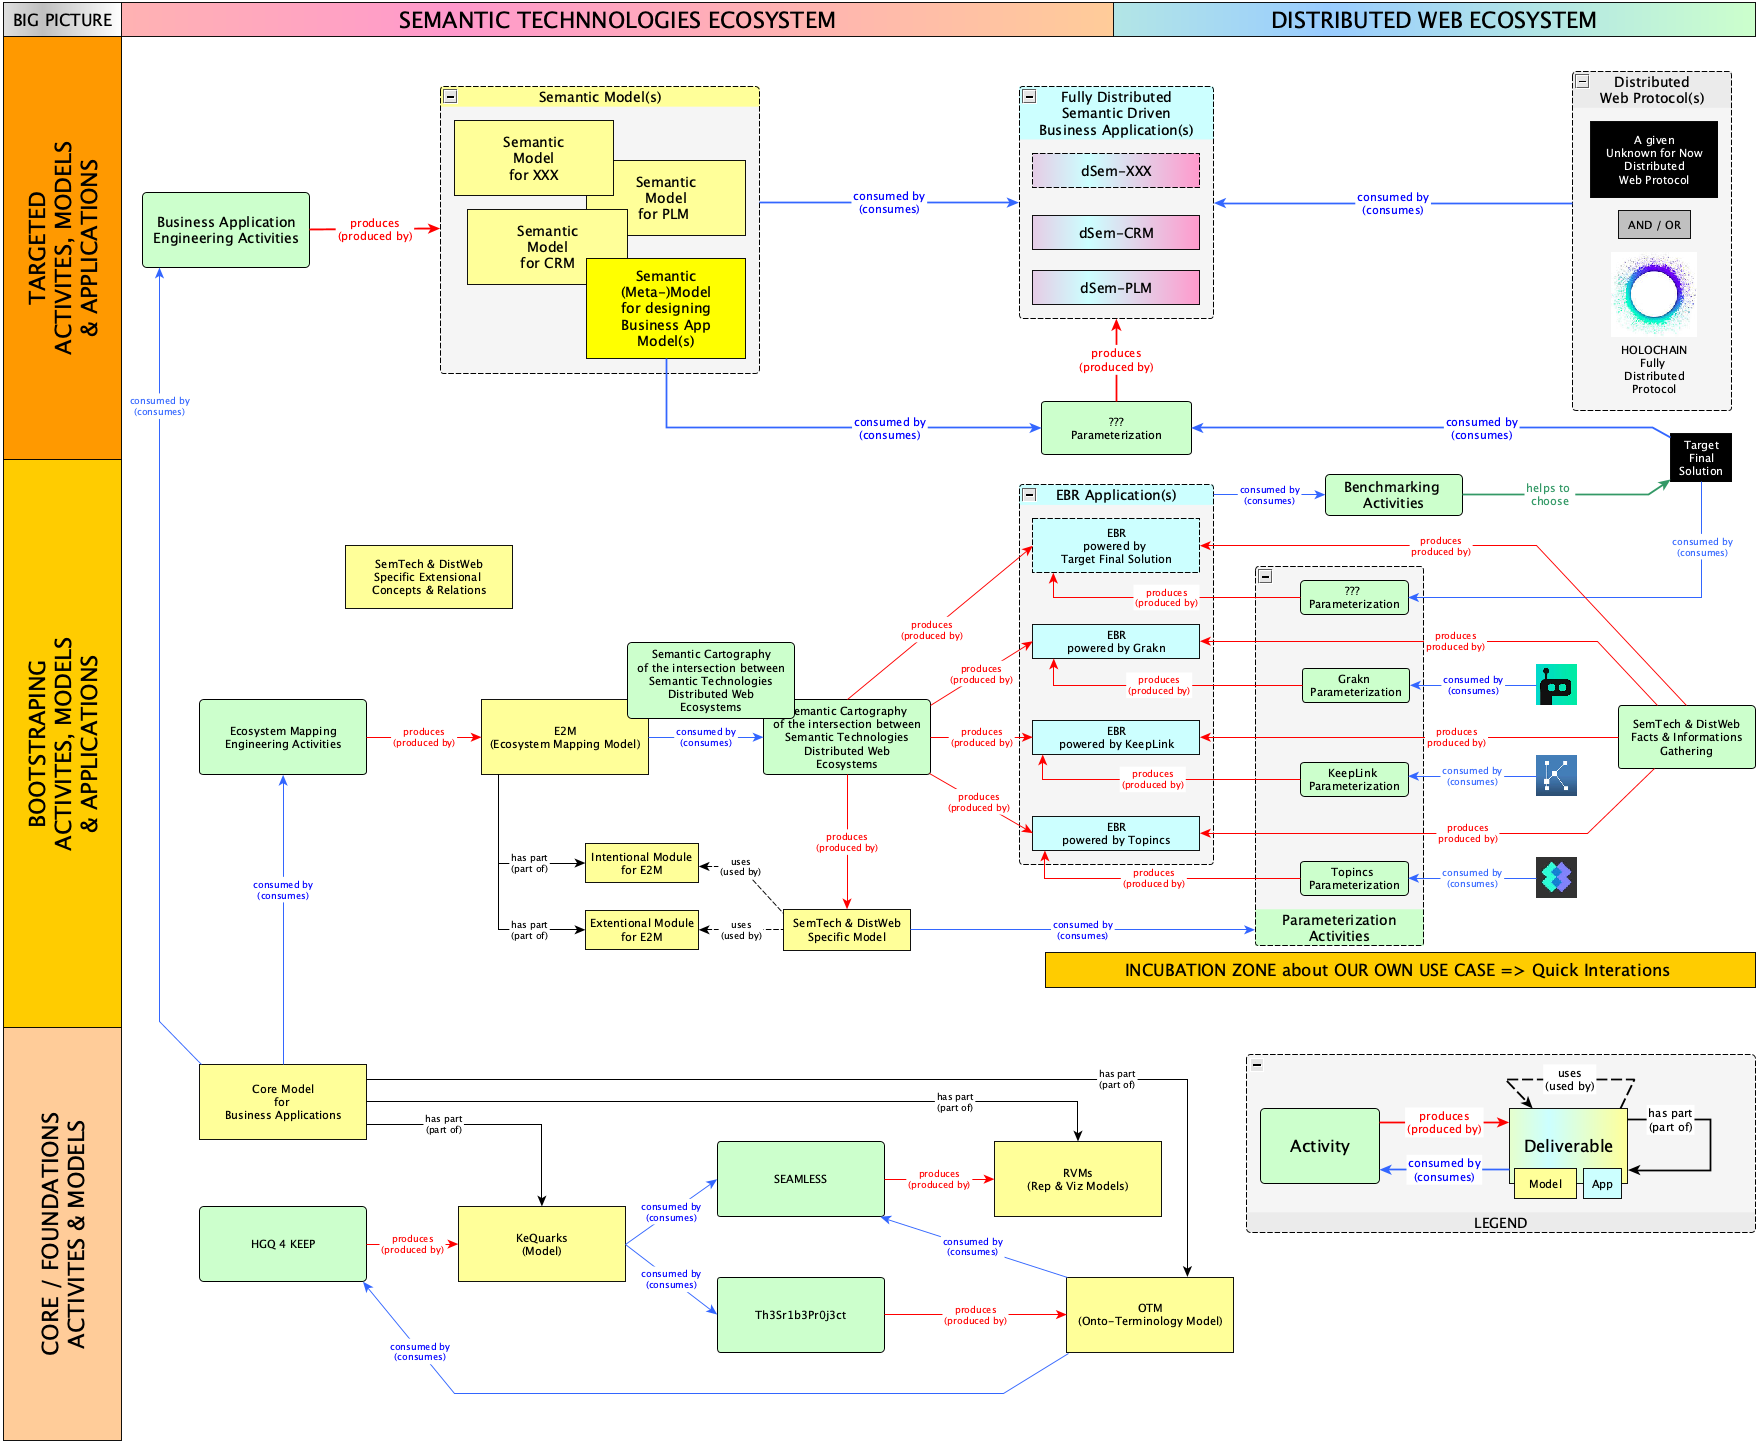 BIG PICTURE
SEMANTIC TECHNNOLOGIES ECOSYSTEM
DISTRIBUTED WEB ECOSYSTEM
TARGETED
ACTIVITES, MODELS
& APPLICATIONS
Business Application
Engineering Activities
produces
(produced by)
Semantic Model(s)
Semantic
Model
for XXX
Semantic
Model
for PLM
Semantic
Model
for CRM
Semantic
(Meta-)Model
for designing
Business App
Model(s)
consumed by
(consumes)
Fully Distributed
Semantic Driven
Business Application(s)
dSem-XXX
dSem-CRM
dSem-PLM
consumed by
(consumes)
Distributed
Web Protocol(s)
A given
Unknown for Now
Distributed
Web Protocol
AND / OR
HOLOCHAIN
Fully
Distributed
Protocol
produces
(produced by)
consumed by
(consumes)
consumed by
(consumes)
???
Parameterization
consumed by
(consumes)
Target
Final
Solution
BOOTSTRAPING
ACTIVITES, MODELS
& APPLICATIONS
EBR Application(s)
consumed by
(consumes)
Benchmarking
Activities
helps to
choose
consumed by
(consumes)
SemTech & DistWeb
Specific Extensional
Concepts & Relations
EBR
powered by
Target Final Solution
produces
produced by)
produces
(produced by)
???
Parameterization
produces
(produced by)
EBR
powered by Grakn
produces
produced by)
Semantic Cartography
of the intersection between
Semantic Technologies
Distributed Web
Ecosystems
produces
(produced by)
produces
(produced by)
Grakn
Parameterization
consumed by
(consumes)
Ecosystem Mapping
Engineering Activities
produces
(produced by)
E2M
(Ecosystem Mapping Model)
consumed by
(consumes)
emantic Cartography
of the intersection between
Semantic Technologies
Distributed Web
Ecosystems
produces
(produced by)
EBR
powered by KeepLink
produces
produced by)
SemTech & DistWeb
Facts & Informations
Gathering
produces
(produced by)
KeepLink
Parameterization
consumed by
(consumes)
produces
(produced by)
EBR
powered by Topincs
produces
produced by)
produces
(produced by)
has part
(part of)
Intentional Module
for E2M
uses
(used by)
produces
(produced by)
Topincs
Parameterization
consumed by
(consumes)
consumed by
(consumes)
has part
(part of)
Extentional Module
for E2M
uses
(used by)
SemTech & DistWeb
Specific Model
consumed by
(consumes)
Parameterization
Activities
INCUBATION ZONE about OUR OWN USE CASE => Quick Interations
CORE / FOUNDATIONS
ACTIVITES & MODELS
Core Model
for
Business Applications
has part
(part of)
has part
(part of)
has part
(part of)
SEAMLESS
produces
(produced by)
RVMs
(Rep & Viz Models)
HGQ 4 KEEP
produces
(produced by)
KeQuarks
(Model)
consumed by
(consumes)
consumed by
(consumes)
consumed by
(consumes)
Th3Sr1b3Pr0j3ct
produces
(produced by)
OTM
(Onto-Terminology Model)
consumed by
(consumes)
uses
(used by)
Activity
produces
(produced by)
consumed by
(consumes)
Deliverable
Model
App
has part
(part of)
LEGEND